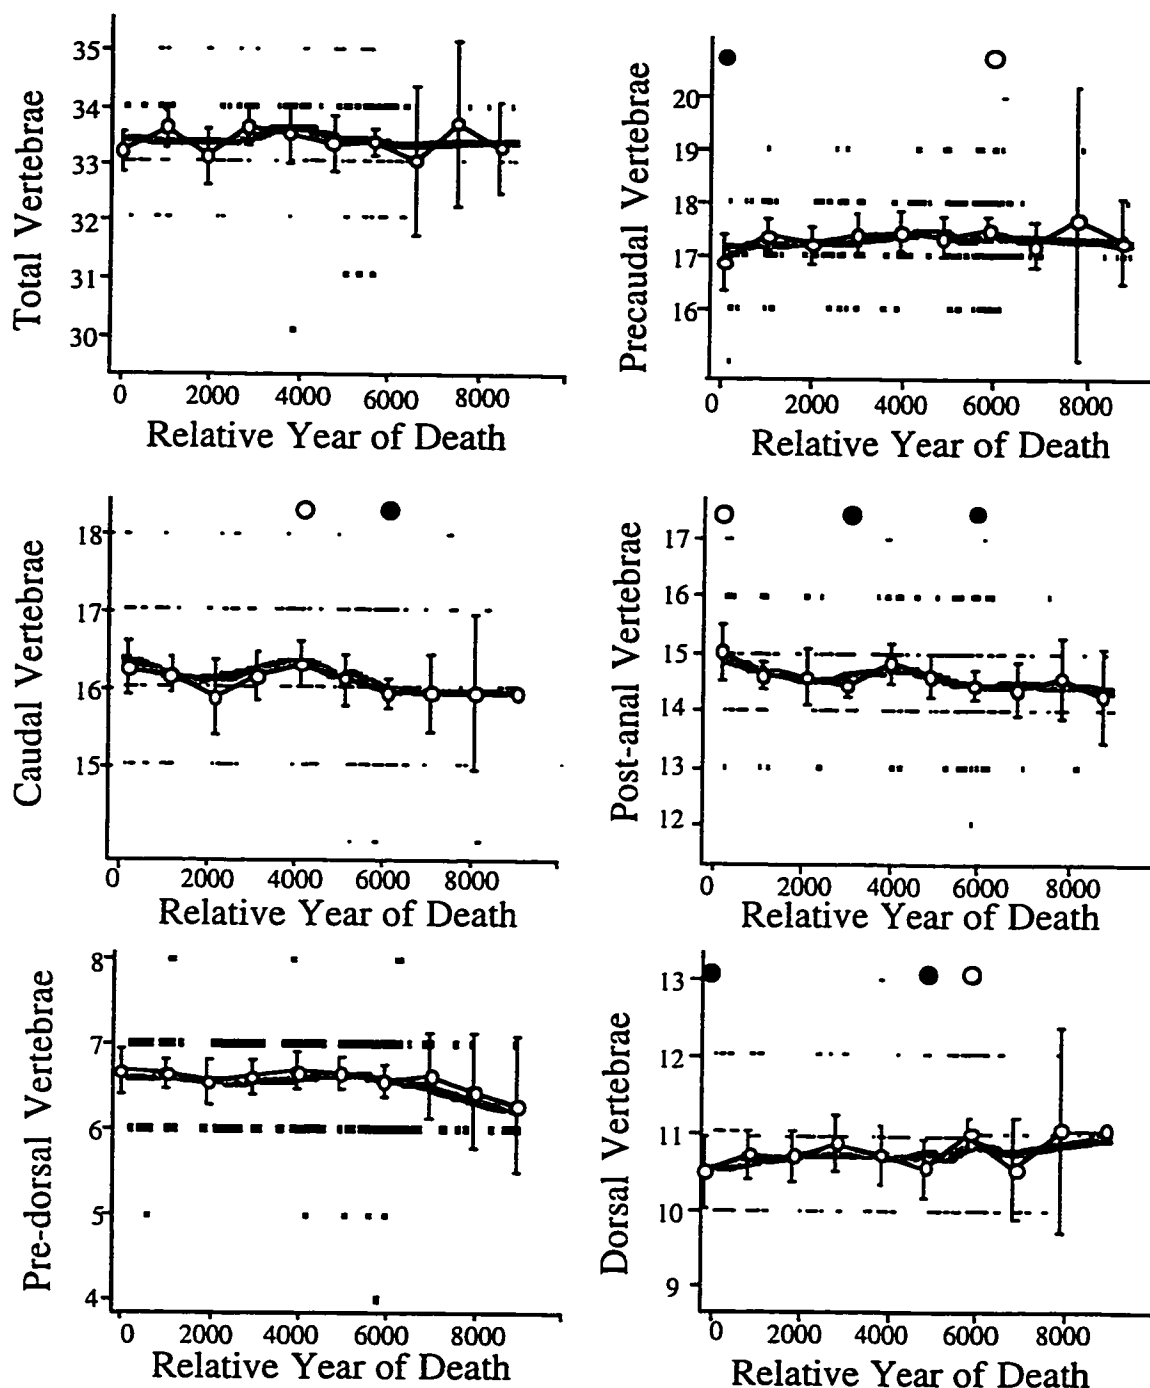 Total Vertebrae
35
34
33
32
31
30
0 2000 4000 6000 8000
Relative Year of Death
Precaudal Vertebrae
20
19
18
17
16
0 2000 4000 6000 8000
Relative Year of Death
Caudal Vertebrae
18
17
16
15
0 2000 4000 6000 8000
Relative Year of Death
Post-anal Vertebrae
17
16
15
14
13
12
0 2000 4000 6000 8000
Relative Year of Death
Pre-dorsal Vertebrae
8
7
6
5
4
0 2000 4000 6000 8000
Relative Year of Death
Dorsal Vertebrae
13
12
11
10
9
0 2000 4000 6000 8000
Relative Year of Death